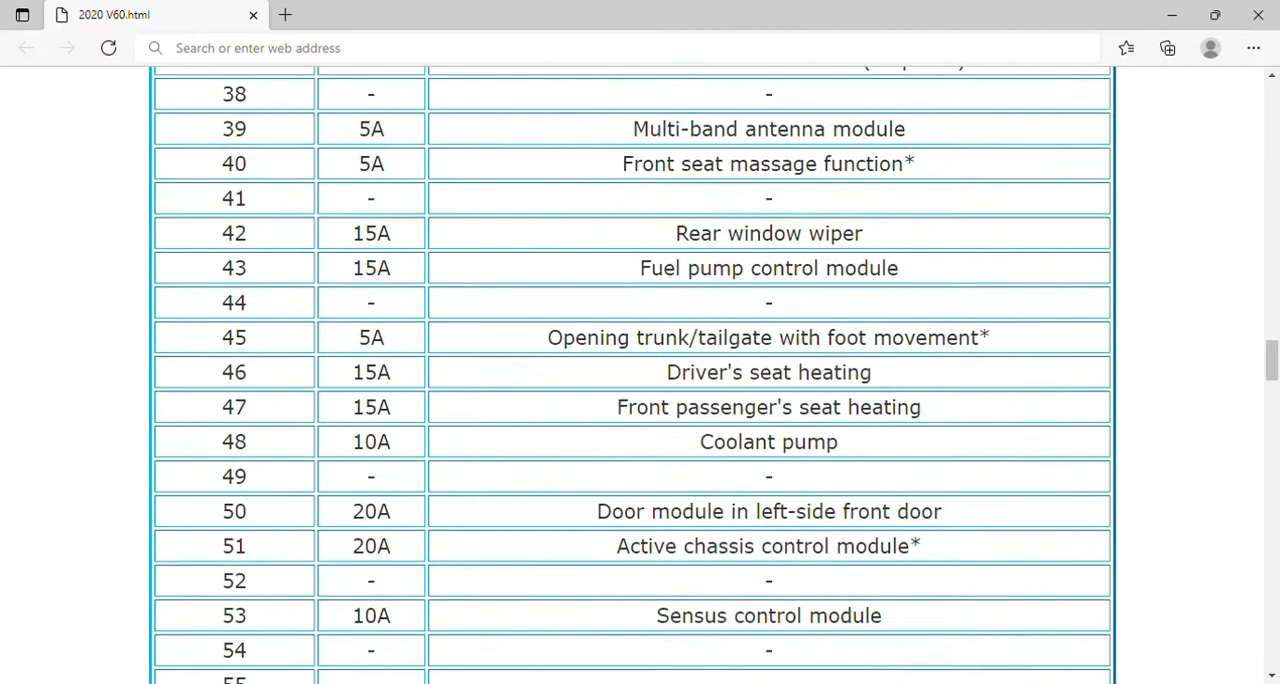 2020 V60.html
Search or enter web address
38 - -
39 5A Multi-band antenna module
40 5A Front seat massage function*
41 - -
42 15A Rear window wiper
43 15A Fuel pump control module
44 - -
45 5A Opening trunk/tailgate with foot movement*
46 15A Driver's seat heating
47 15A Front passenger's seat heating
48 10A Coolant pump
49 - -
50 20A Door module in left-side front door
51 20A Active chassis control module*
52 - -
53 10A Sensus control module
54 - -
55